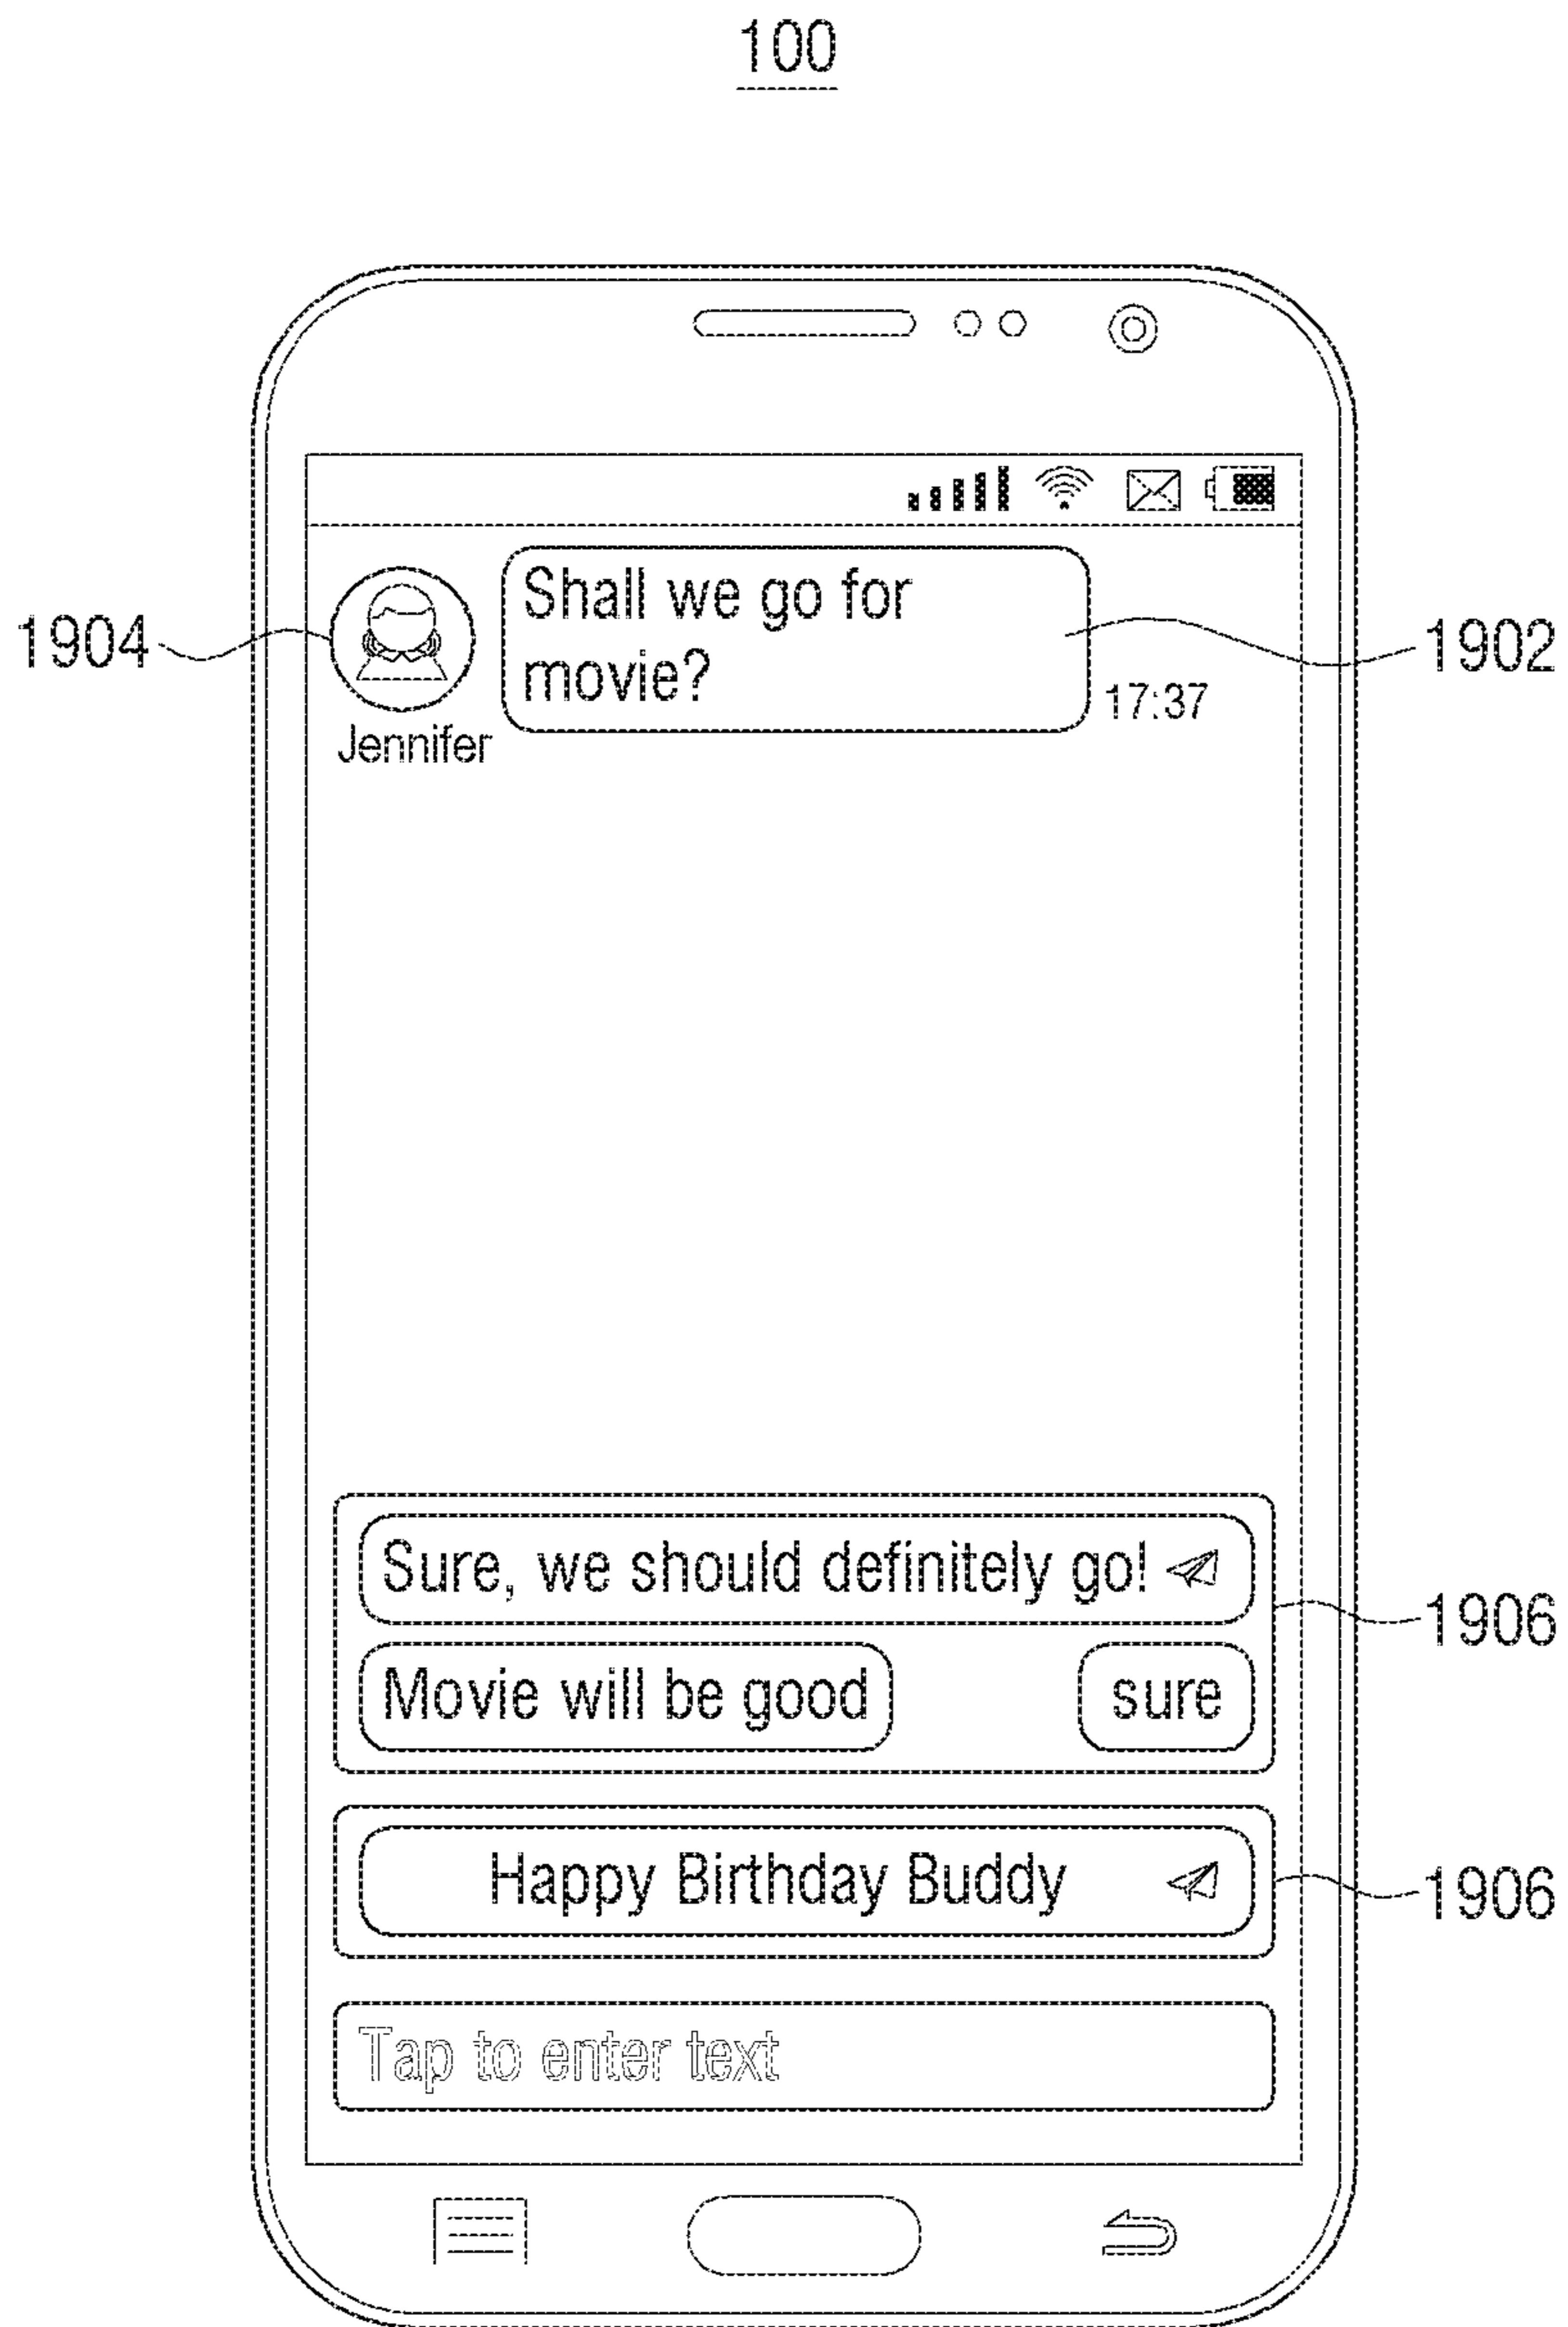 100
Shall we go for
movie?
1904
1902
17:37
Jennifer
Sure, we should definitely go!
1906
Movie will be good
sure
Happy Birthday Buddy
1906
Tap to enter text